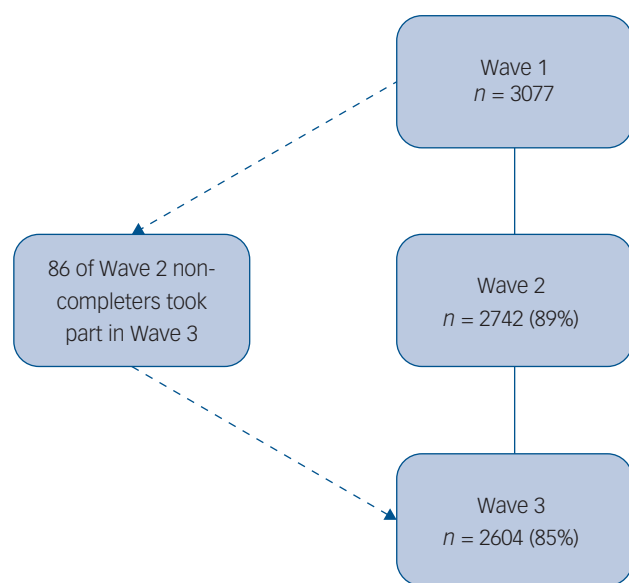 Wave 1
n = 3077
86 of Wave 2 non-
completers took
part in Wave 3
Wave 2
n = 2742 (89%)
Wave 3
n = 2604 (85%)